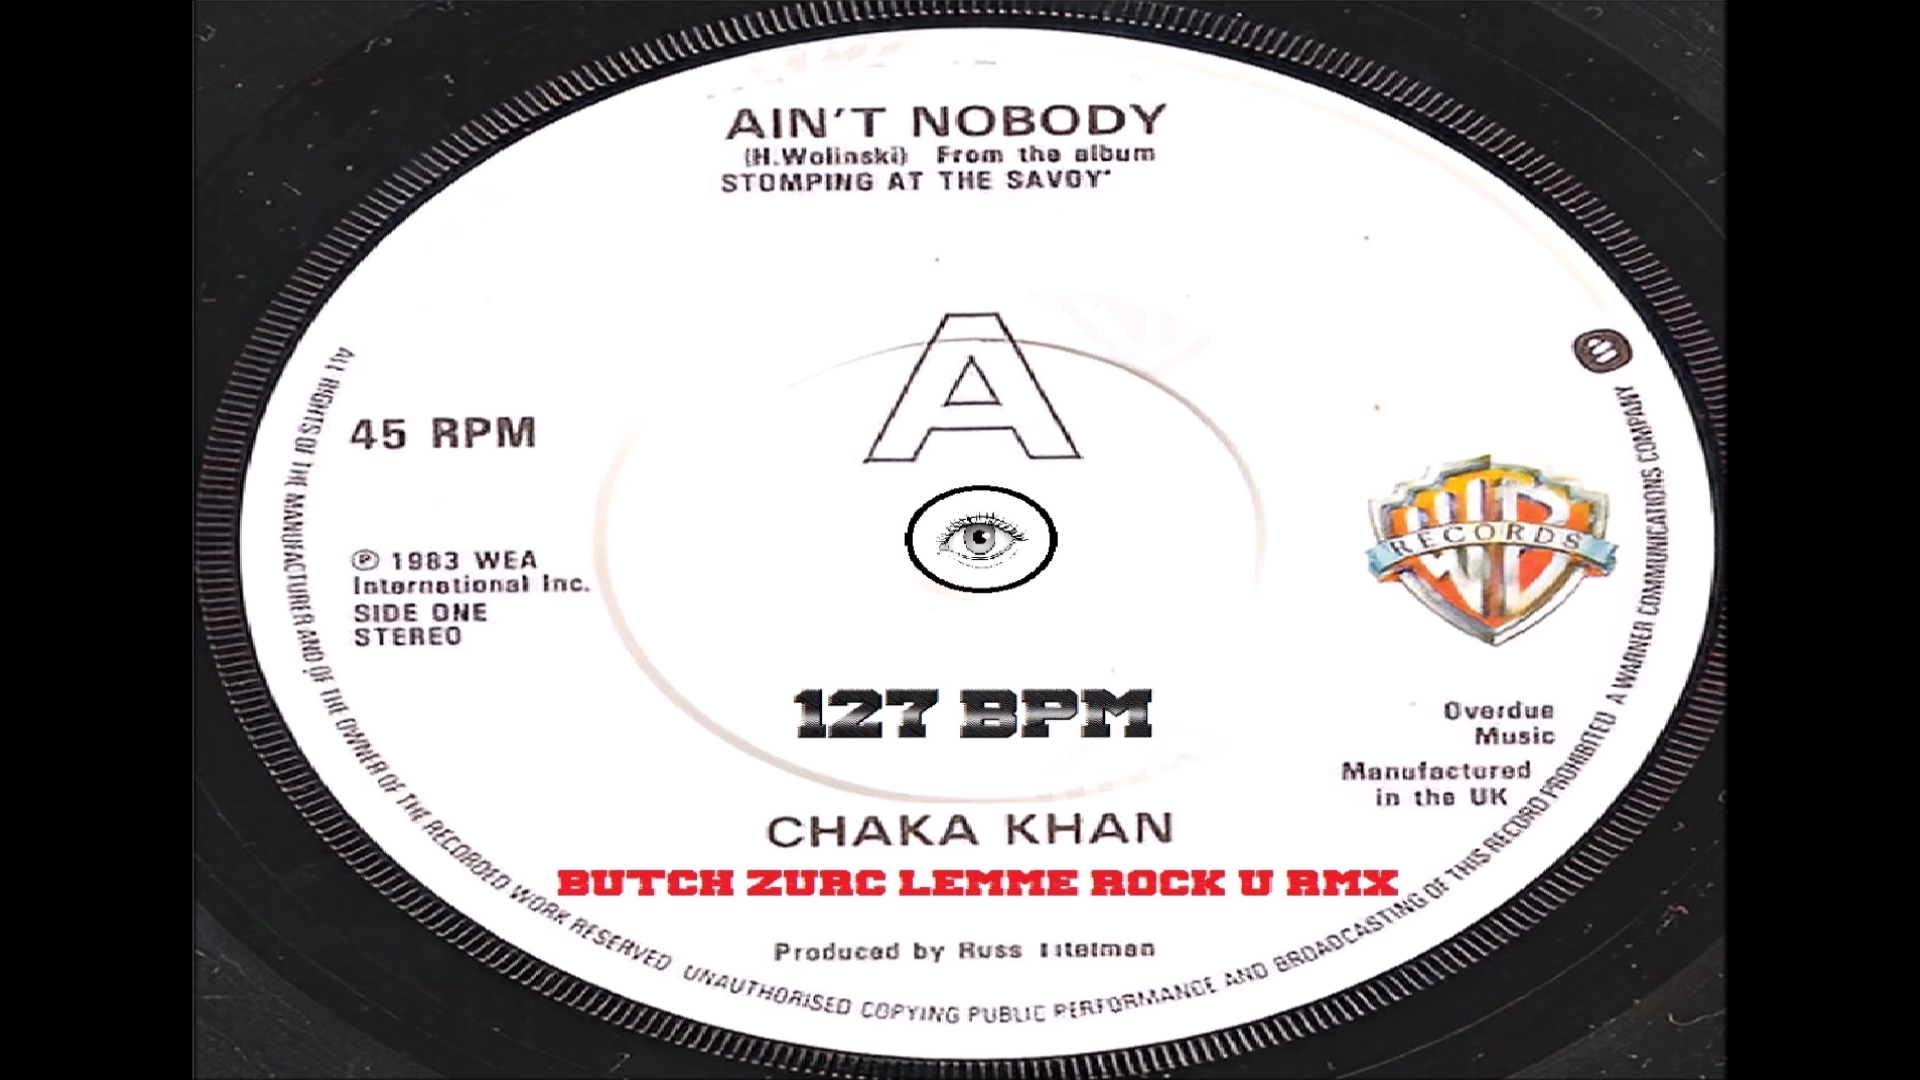 AIN'T NOBODY
(H.Wolinski) From the album
STOMPING AT THE SAVOY'
A
45 RPM
℗ 1983 WEA
International Inc.
SIDE ONE
STEREO
WB
RECORDS
127 BPM
Overdue
Music
Manufactured
in the UK
CHAKA KHAN
BUTCH ZURC LEMME ROCK U RMX
Produced by Russ Titelman
ALL RIGHTS OF THE MANUFACTURER AND OF THE OWNER OF THE RECORDED WORK RESERVED UNAUTHORISED COPYING PUBLIC PERFORMANCE AND BROADCASTING OF THIS RECORD PROHIBITED A WARNER COMMUNICATIONS COMPANY